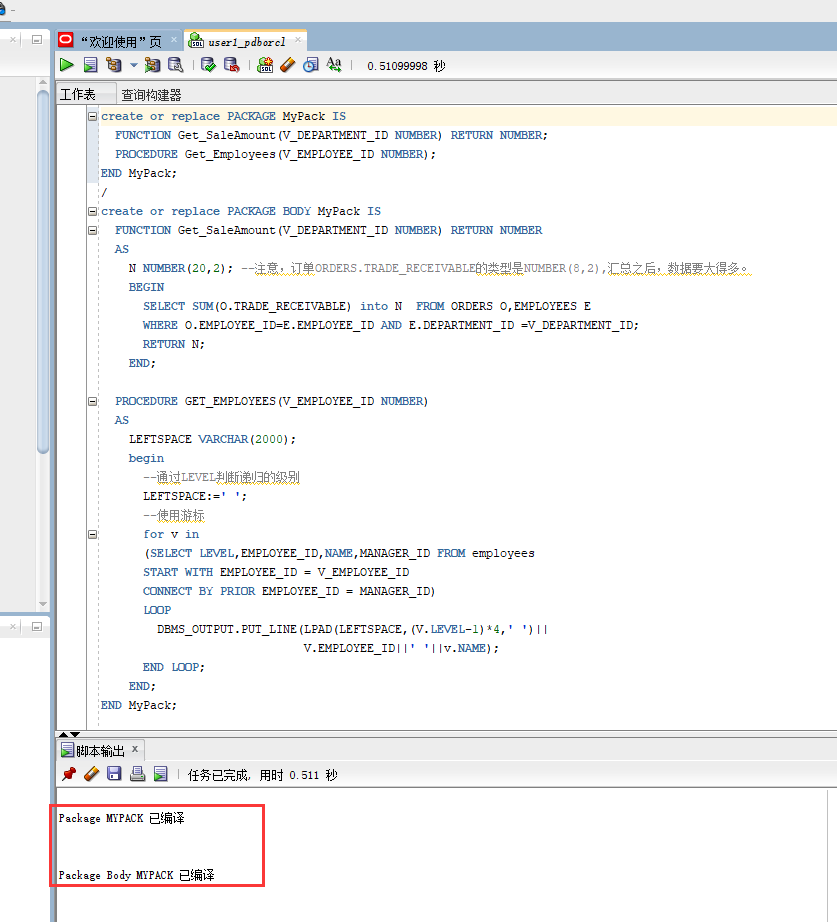 “欢迎使用”页
user1_pdborcl
0.51099998 秒
工作表 查询构建器
create or replace PACKAGE MyPack IS
FUNCTION Get_SaleAmount(V_DEPARTMENT_ID NUMBER) RETURN NUMBER;
PROCEDURE Get_Employees(V_EMPLOYEE_ID NUMBER);
END MyPack;
/
create or replace PACKAGE BODY MyPack IS
FUNCTION Get_SaleAmount(V_DEPARTMENT_ID NUMBER) RETURN NUMBER
AS
N NUMBER(20,2); --注意，订单ORDERS.TRADE_RECEIVABLE的类型是NUMBER(8,2),汇总之后，数据要大得多。
BEGIN
SELECT SUM(O.TRADE_RECEIVABLE) into N  FROM ORDERS O,EMPLOYEES E
WHERE O.EMPLOYEE_ID=E.EMPLOYEE_ID AND E.DEPARTMENT_ID =V_DEPARTMENT_ID;
RETURN N;
END;
PROCEDURE GET_EMPLOYEES(V_EMPLOYEE_ID NUMBER)
AS
LEFTSPACE VARCHAR(2000);
begin
--通过LEVEL判断递归的级别
LEFTSPACE:=' ';
--使用游标
for v in
(SELECT LEVEL,EMPLOYEE_ID,NAME,MANAGER_ID FROM employees
START WITH EMPLOYEE_ID = V_EMPLOYEE_ID
CONNECT BY PRIOR EMPLOYEE_ID = MANAGER_ID)
LOOP
DBMS_OUTPUT.PUT_LINE(LPAD(LEFTSPACE,(V.LEVEL-1)*4,' ')||
V.EMPLOYEE_ID||' '||v.NAME);
END LOOP;
END;
END MyPack;
脚本输出
任务已完成, 用时 0.511 秒
Package MYPACK 已编译
Package Body MYPACK 已编译